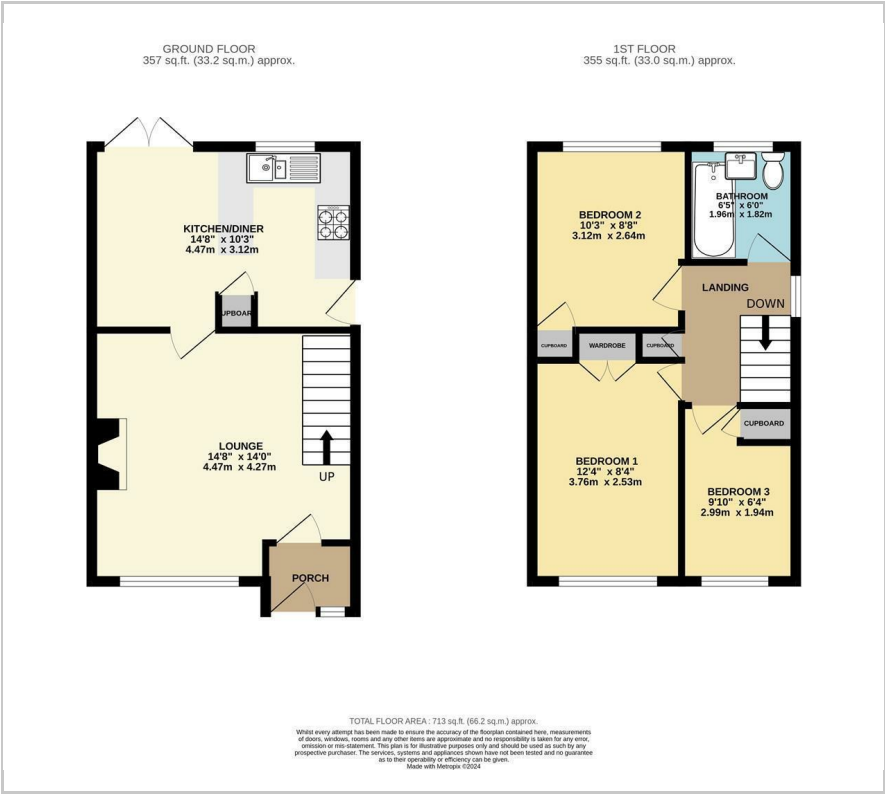 GROUND FLOOR
357 sq.ft. (33.2 sq.m.) approx.
1ST FLOOR
355 sq.ft. (33.0 sq.m.) approx.
KITCHEN/DINER
14'8" x 10'3"
4.47m x 3.12m
UPBOAR
LOUNGE
14'8" x 14'0"
4.47m x 4.27m
UP
PORCH
BEDROOM 2
10'3" x 8'8"
3.12m x 2.64m
BATHROOM
6'5" x 6'0"
1.96m x 1.82m
LANDING
DOWN
CUPBOARD
WARDROBE
CUPBOARD
CUPBOARD
BEDROOM 1
12'4" x 8'4"
3.76m x 2.53m
BEDROOM 3
9'10" x 6'4"
2.99m x 1.94m
TOTAL FLOOR AREA : 713 sq.ft. (66.2 sq.m.) approx.
Whilst every attempt has been made to ensure the accuracy of the floorplan contained here, measurements
of doors, windows, rooms and any other items are approximate and no responsibility is taken for any error,
omission or mis-statement. This plan is for illustrative purposes only and should be used as such by any
prospective purchaser. The services, systems and appliances shown have not been tested and no guarantee
as to their operability or efficiency can be given.
Made with Metropix ©2024